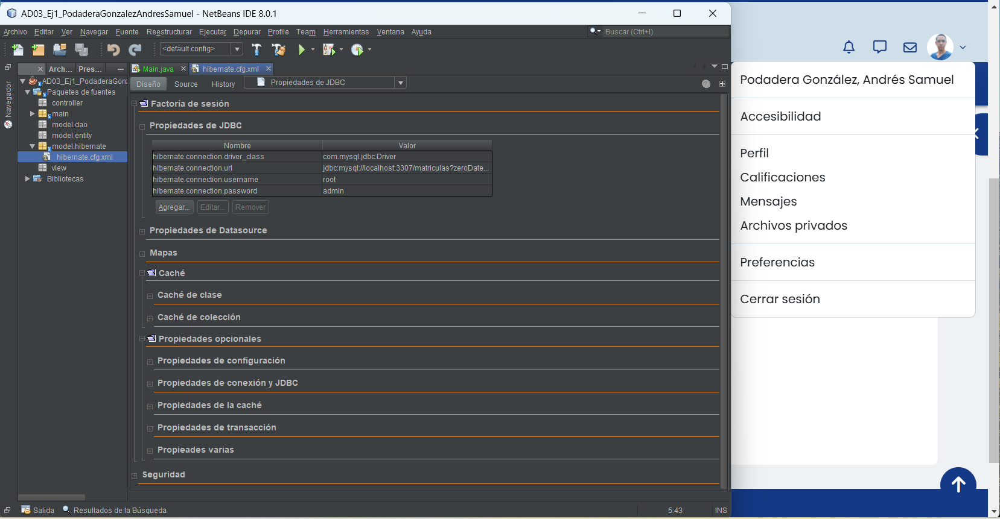 AD03_Ej1_PodaderaGonzalezAndresSamuel - NetBeans IDE 8.0.1
Archivo Editar Ver Navegar Fuente Reestructurar Ejecutar Depurar Profile Team Herramientas Ventana Ayuda
Buscar (Ctrl+I)
<default config>
Arch... Pres...
Main.java hibernate.cfg.xml
Navegador
AD03_Ej1_PodaderaGon
Paquetes de fuentes
controller
main
model.dao
model.entity
model.hibernate
hibernate.cfg.xml
view
Bibliotecas
Diseño Source History Propiedades de JDBC
Factoría de sesión
Propiedades de JDBC
Nombre Valor
hibernate.connection.driver_class com.mysql.jdbc.Driver
hibernate.connection.url jdbc:mysql://localhost:3307/matriculas?zeroDate...
hibernate.connection.username root
hibernate.connection.password admin
Agregar... Editar... Remover
Propiedades de Datasource
Mapas
Caché
Caché de clase
Caché de colección
Propiedades opcionales
Propiedades de configuración
Propiedades de conexión y JDBC
Propiedades de la caché
Propiedades de transacción
Propieades varias
Seguridad
Salida Resultados de la Búsqueda
5:43 INS
Podadera González, Andrés Samuel
Accesibilidad
Perfil
Calificaciones
Mensajes
Archivos privados
Preferencias
Cerrar sesión